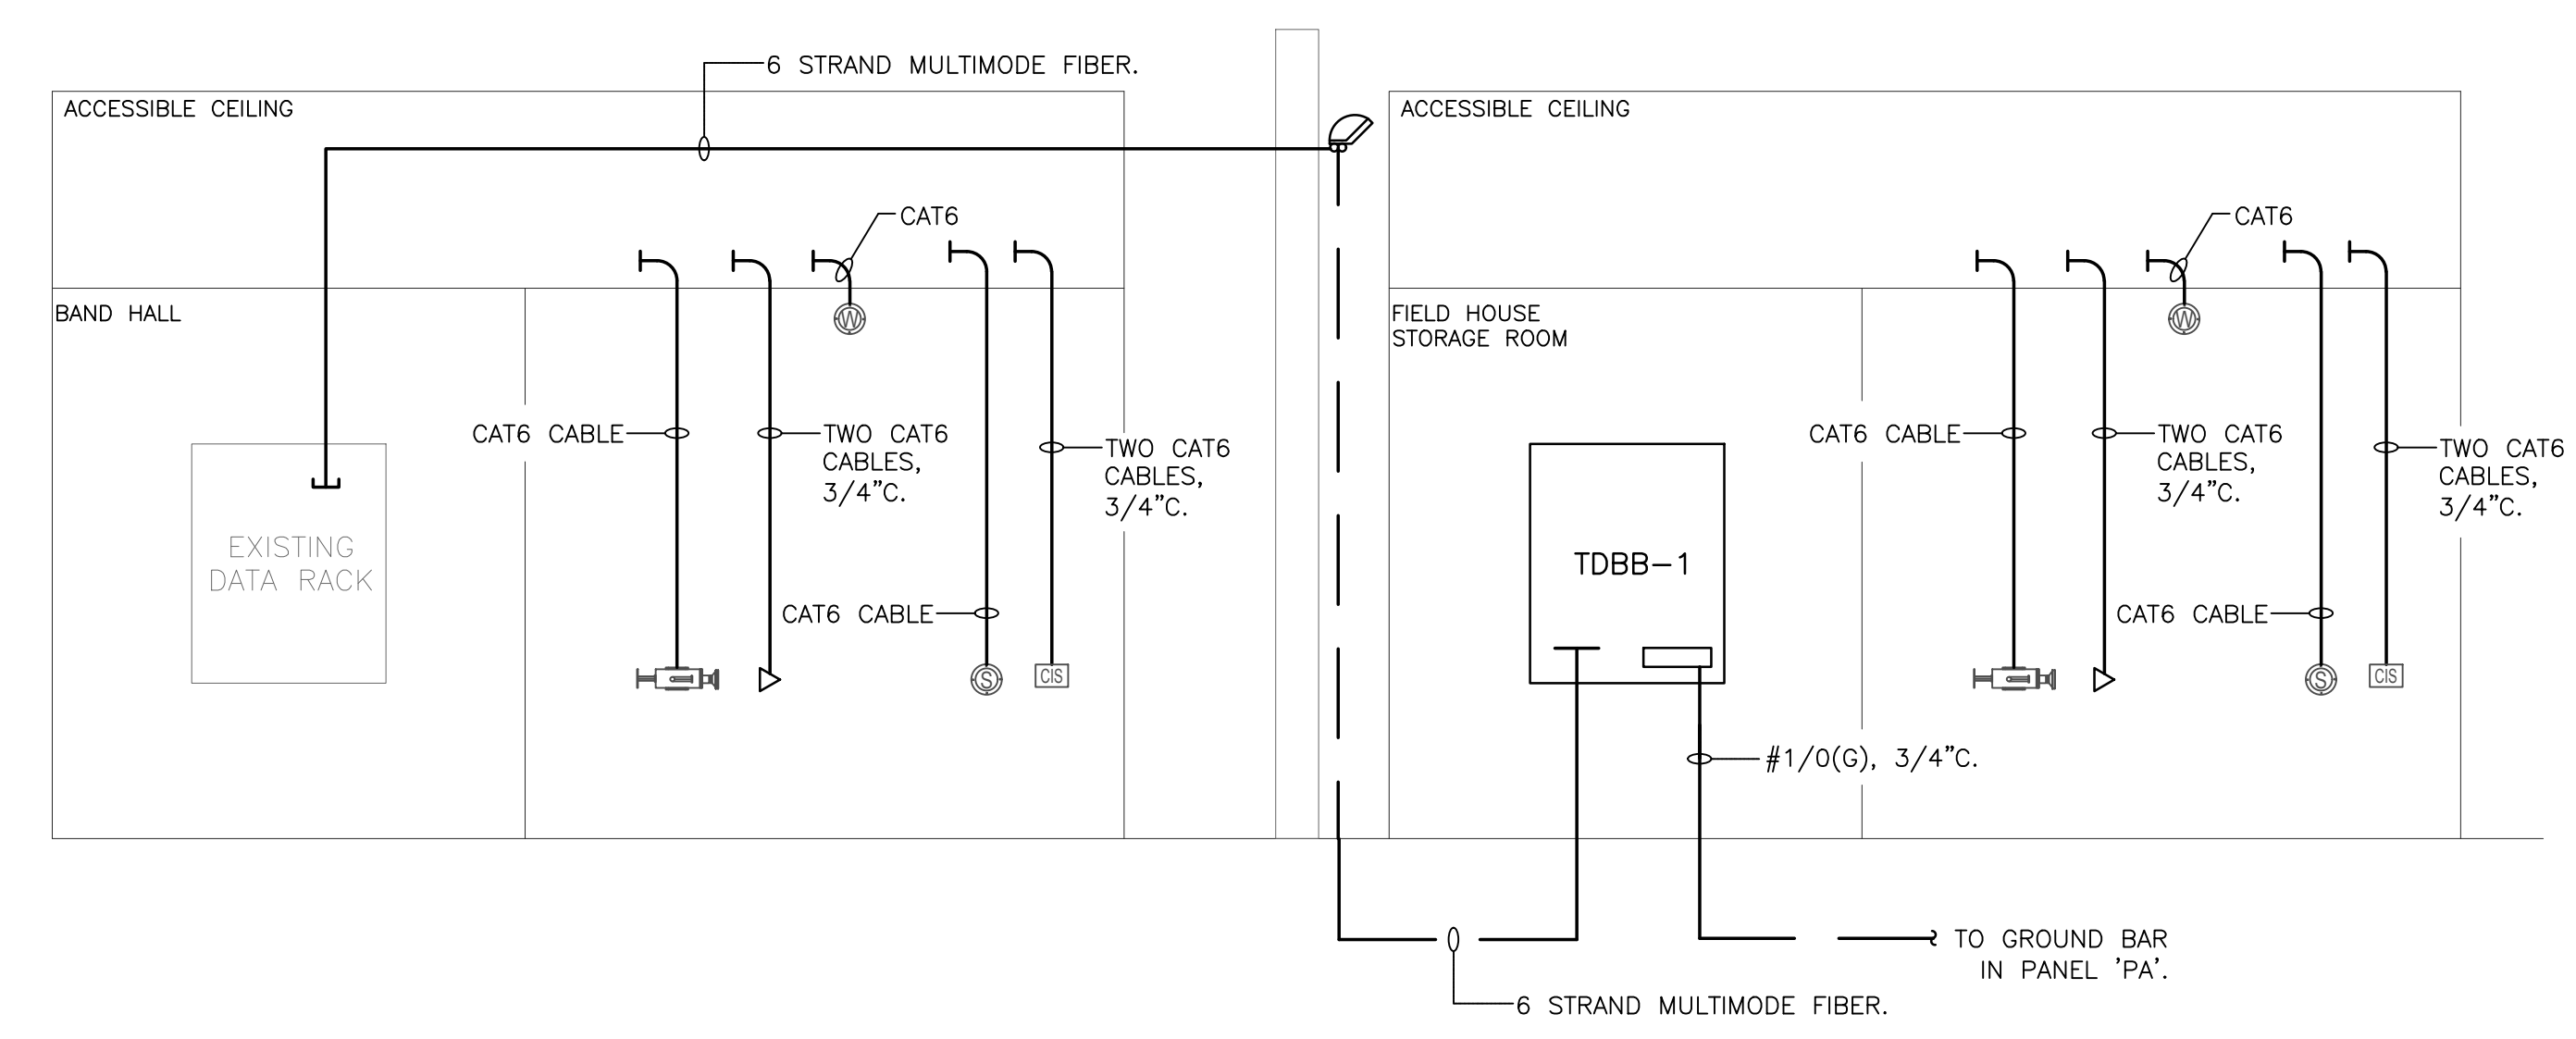 6 STRAND MULTIMODE FIBER.
ACCESSIBLE CEILING
ACCESSIBLE CEILING
CAT6
CAT6
BAND HALL
W
FIELD HOUSE
STORAGE ROOM
W
CAT6 CABLE
TWO CAT6
CABLES,
3/4"C.
TWO CAT6
CABLES,
3/4"C.
CAT6 CABLE
TWO CAT6
CABLES,
3/4"C.
TWO CAT6
CABLES,
3/4"C.
EXISTING
DATA RACK
TDBB-1
CAT6 CABLE
CAT6 CABLE
S
CIS
S
CIS
#1/0(G), 3/4"C.
TO GROUND BAR
IN PANEL 'PA'.
6 STRAND MULTIMODE FIBER.